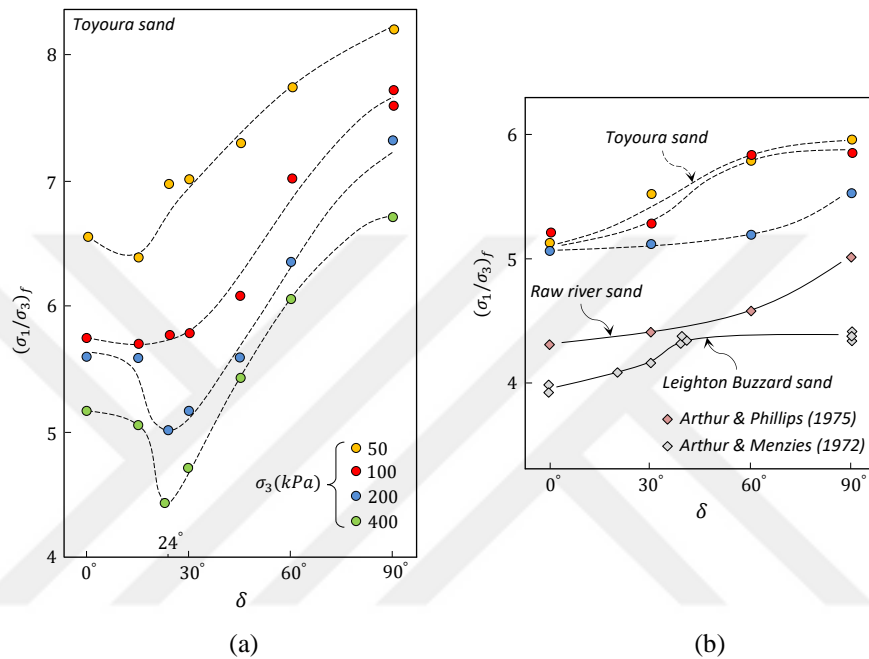 Toyoura sand
8
7
6
5
4
(σ₁/σ₃)f
σ₃(kPa)
50
100
200
400
24°
0°
30°
60°
90°
δ
(a)
6
5
4
(σ₁/σ₃)f
Toyoura sand
Raw river sand
Leighton Buzzard sand
Arthur & Phillips (1975)
Arthur & Menzies (1972)
0°
30°
60°
90°
δ
(b)